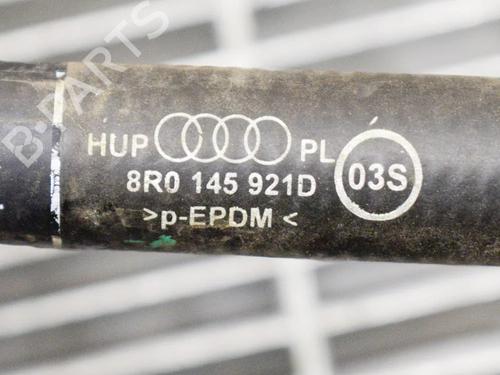 B-PARTS
HUP PL
8R0 145 921D
03S
>p-EPDM<